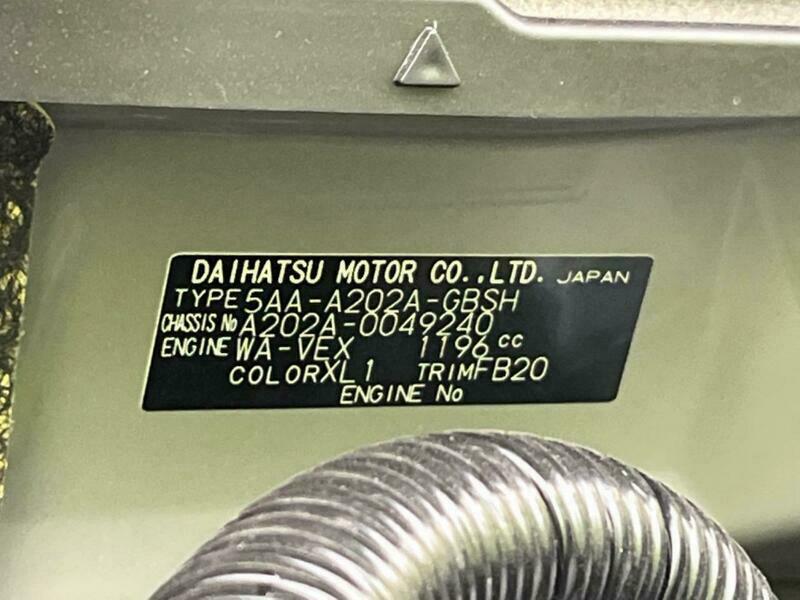 DAIHATSU MOTOR CO.,LTD. JAPAN
TYPE 5AA-A202A-GBSH
CHASSIS No A202A-0049240
ENGINE WA-VEX 1196 cc
COLOR XL1 TRIM FB20
ENGINE No